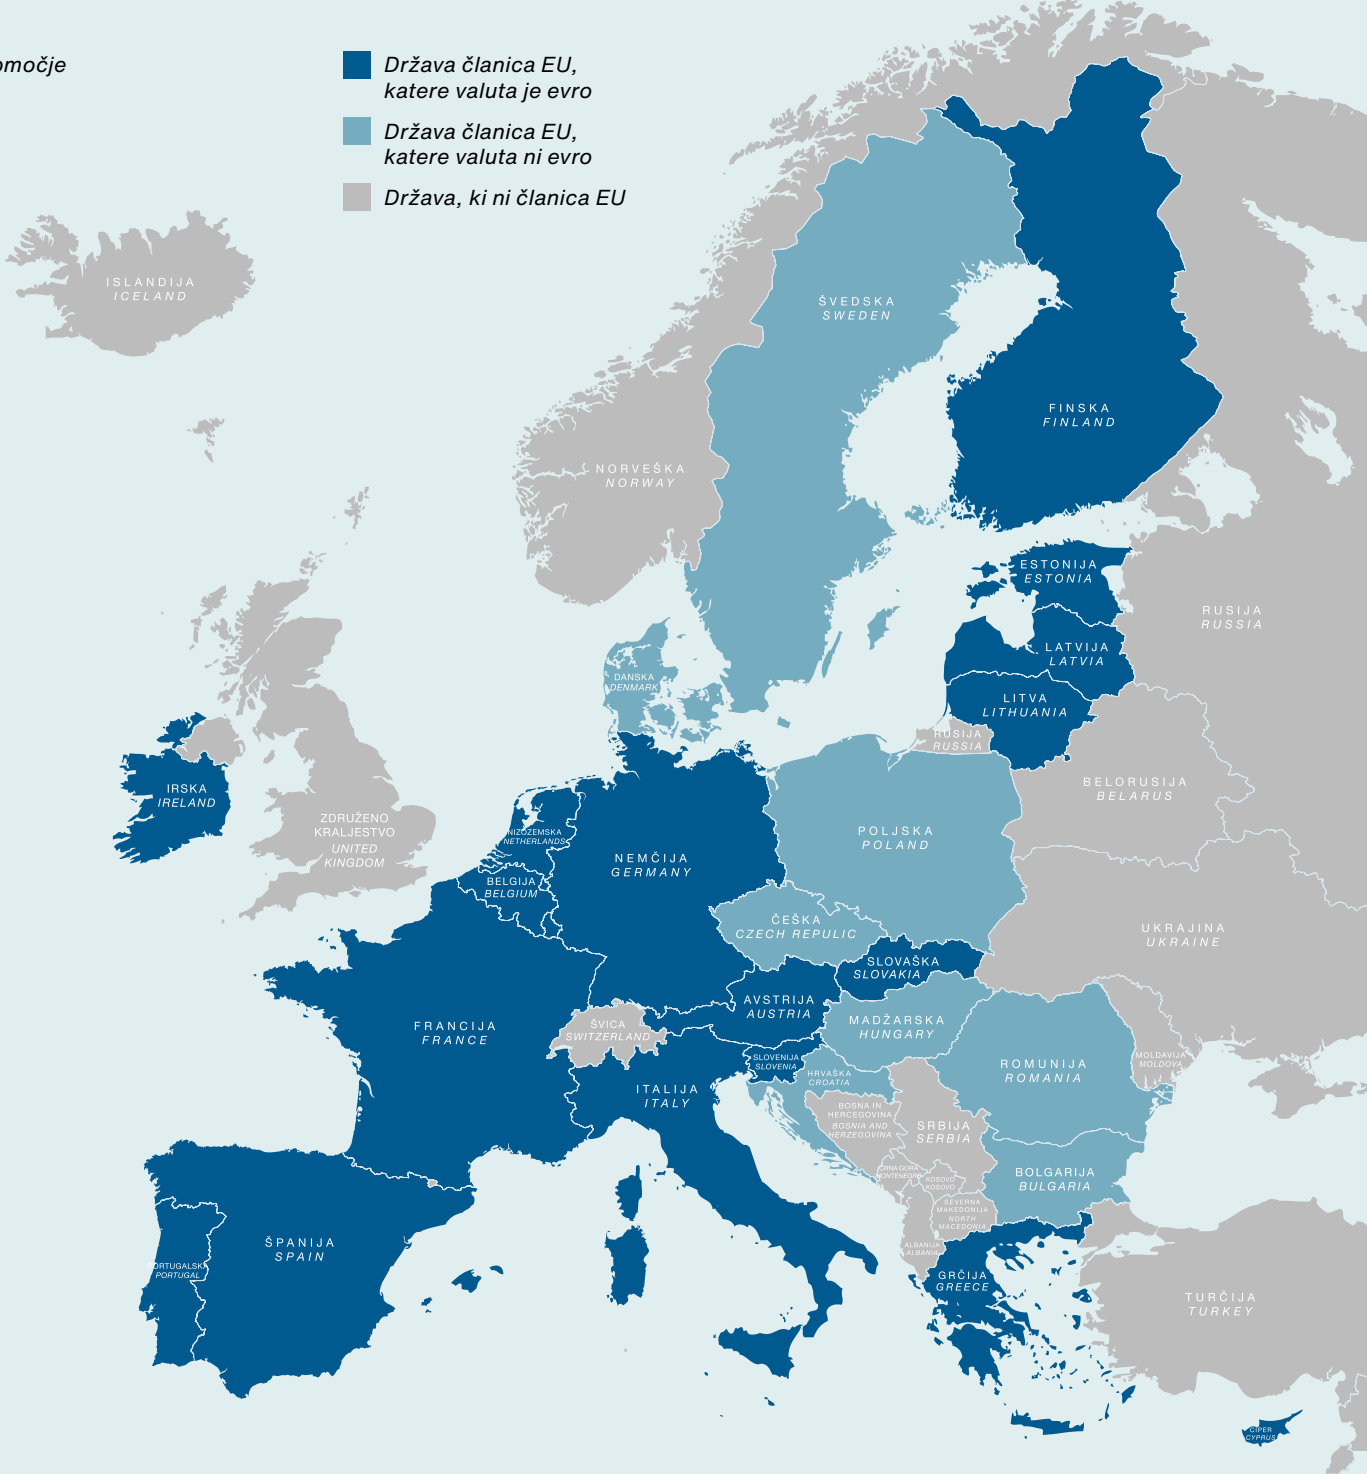 omočje
Država članica EU,
katere valuta je evro
Država članica EU,
katere valuta ni evro
Država, ki ni članica EU
ISLANDIJA
ICELAND
ŠVEDSKA
SWEDEN
FINSKA
FINLAND
NORVEŠKA
NORWAY
ESTONIJA
ESTONIA
RUSIJA
RUSSIA
LATVIJA
LATVIA
DANSKA
DENMARK
LITVA
LITHUANIA
RUSIJA
RUSSIA
IRSKA
IRELAND
BELORUSIJA
BELARUS
ZDRUŽENO
KRALJESTVO
UNITED
KINGDOM
NIZOZEMSKA
NETHERLANDS
POLJSKA
POLAND
NEMČIJA
GERMANY
BELGIJA
BELGIUM
ČEŠKA
CZECH REPULIC
UKRAJINA
UKRAINE
SLOVAŠKA
SLOVAKIA
AVSTRIJA
AUSTRIA
FRANCIJA
FRANCE
ŠVICA
SWITZERLAND
MADŽARSKA
HUNGARY
SLOVENIJA
SLOVENIA
MOLDAVIJA
MOLDOVA
ROMUNIJA
ROMANIA
HRVAŠKA
CROATIA
ITALIJA
ITALY
BOSNA IN
HERCEGOVINA
BOSNIA AND
HERZEGOVINA
SRBIJA
SERBIA
ČRNA GORA
MONTENEGRO
KOSOVO
KOSOVO
BOLGARIJA
BULGARIA
SEVERNA
MAKEDONIJA
NORTH
MACEDONIA
ŠPANIJA
SPAIN
ALBANIJA
ALBANIA
PORTUGALSKA
PORTUGAL
GRČIJA
GREECE
TURČIJA
TURKEY
CIPER
CYPRUS